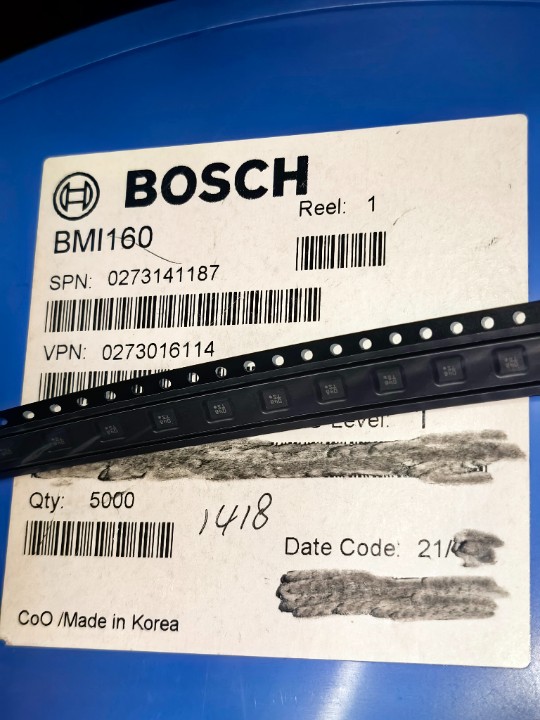 BOSCH
Reel: 1
BMI160
SPN: 0273141187
VPN: 0273016114
Level: 1
Qty: 5000
1418
Date Code: 21/
CoO /Made in Korea